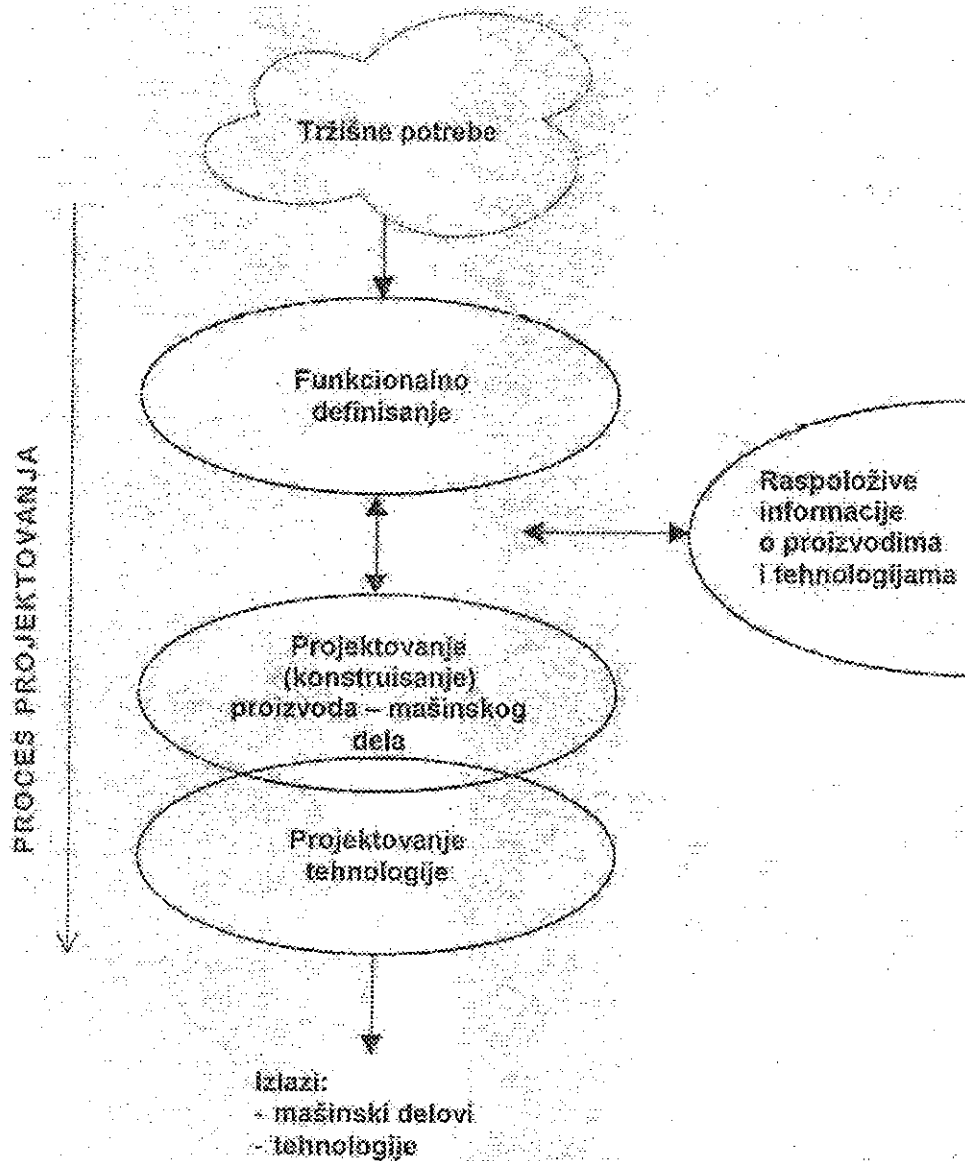 Tržišne potrebe
Funkcionalno
definisanje
Raspoložive
informacije
o proizvodima
i tehnologijama
PROCES PROJEKTOVANJA
Projektovanje
(konstruisanje)
proizvoda – mašinskog
dela
Projektovanje
tehnologije
Izlazi:
- mašinski delovi
- tehnologije